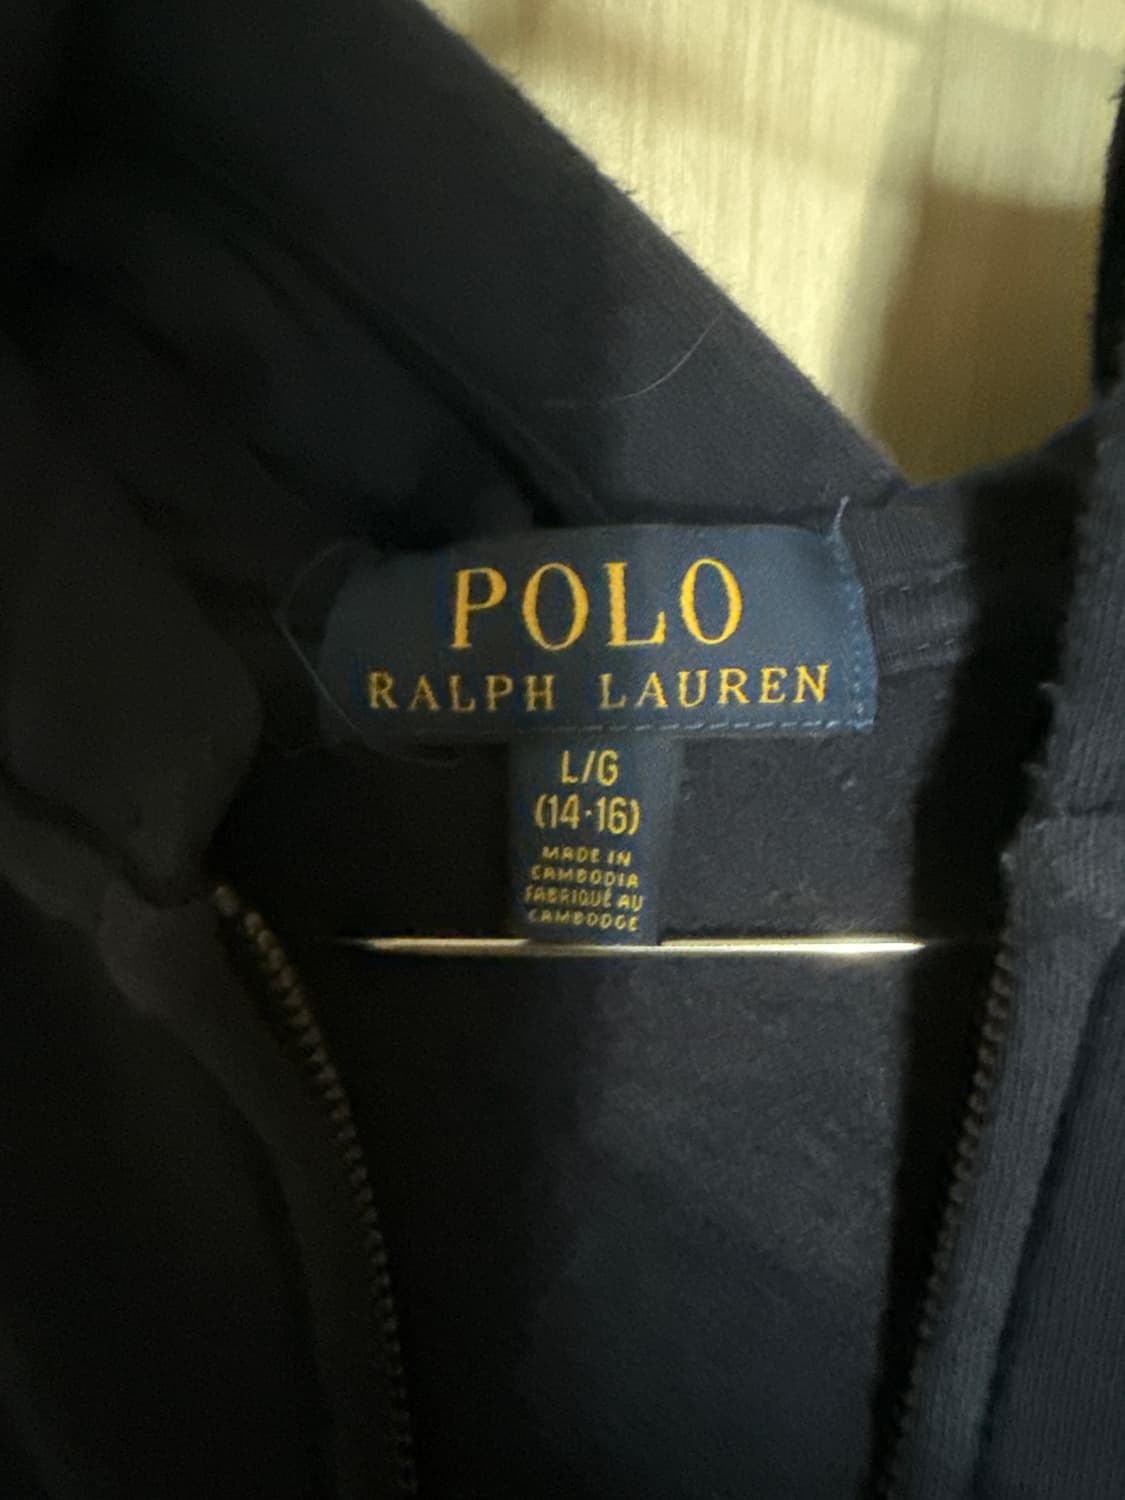 POLO
RALPH LAUREN
L/G
(14-16)
MADE IN
CAMBODIA
FABRIQUÉ AU
CAMBODGE